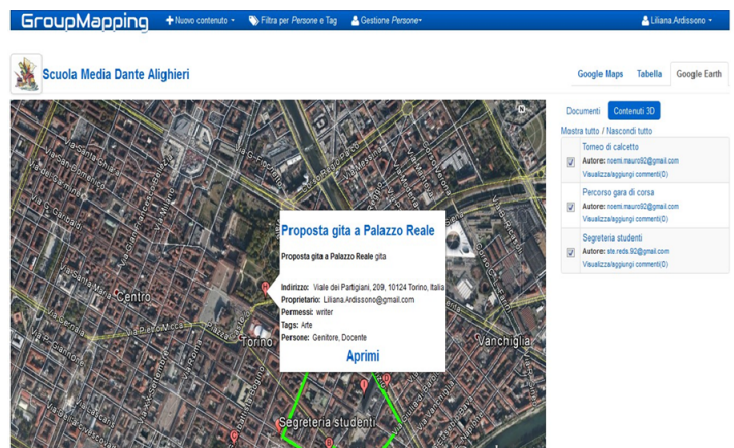 GroupMapping
Nuovo contenuto
Filtra per Persone e Tag
Gestione Persone
Liliana.Ardissono
Scuola Media Dante Alighieri
Google Maps
Tabella
Google Earth
Documenti
Contenuti 3D
Mostra tutto / Nascondi tutto
Torneo di calcetto
Autore: noemi.mauro92@gmail.com
Visualizza/aggiungi commenti(0)
Percorso gara di corsa
Autore: noemi.mauro92@gmail.com
Visualizza/aggiungi commenti(0)
Segreteria studenti
Autore: ste.reds.92@gmail.com
Visualizza/aggiungi commenti(0)
Proposta gita a Palazzo Reale
Proposta gita a Palazzo Reale gita
Indirizzo: Viale dei Partigiani, 209, 10124 Torino, Italia
Proprietario: Liliana.Ardissono@gmail.com
Permessi: writer
Tags: Arte
Persone: Genitore, Docente
Aprimi
Centro
Torino
Vanchiglia
Via Pietro Micca
Segreteria studenti